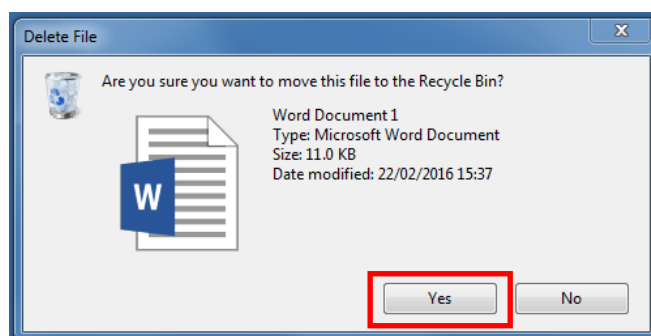 Delete File
x
Are you sure you want to move this file to the Recycle Bin?
Word Document 1
Type: Microsoft Word Document
Size: 11.0 KB
Date modified: 22/02/2016 15:37
W
Yes No